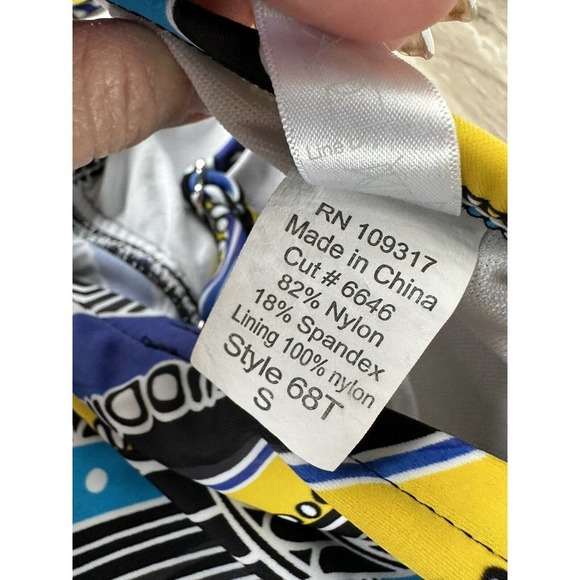 RN 109317
Made in China
Cut # 6646
82% Nylon
18% Spandex
Lining 100% nylon
Style 68T
S